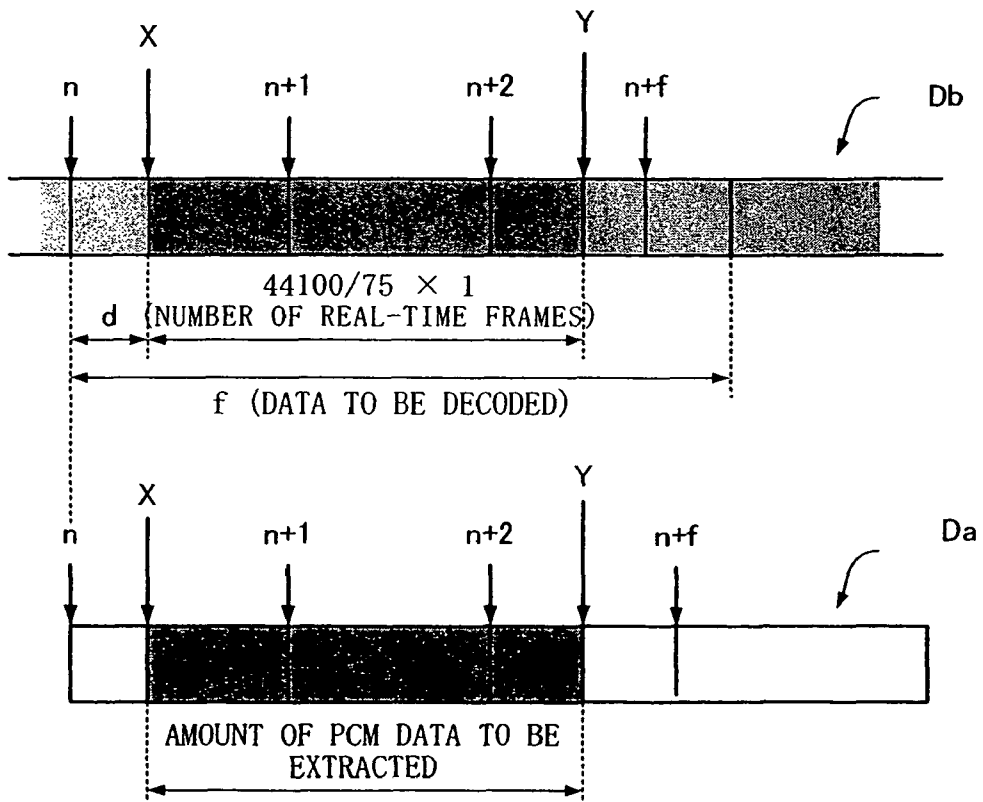 X Y
n n+1 n+2 n+f Db
44100/75 × 1
d (NUMBER OF REAL-TIME FRAMES)
f (DATA TO BE DECODED)
X Y
n n+1 n+2 n+f Da
AMOUNT OF PCM DATA TO BE
EXTRACTED